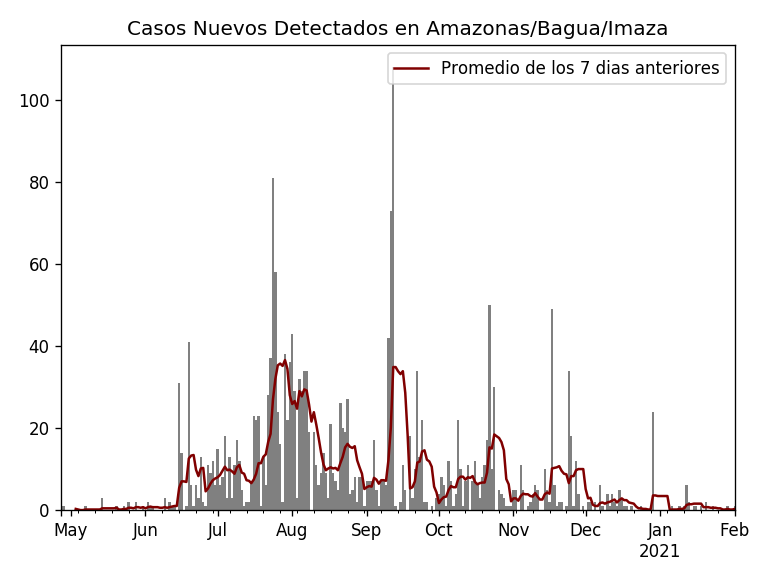 Casos Nuevos Detectados en Amazonas/Bagua/Imaza
Promedio de los 7 dias anteriores
100
80
60
40
20
0
May Jun Jul Aug Sep Oct Nov Dec Jan Feb
2021